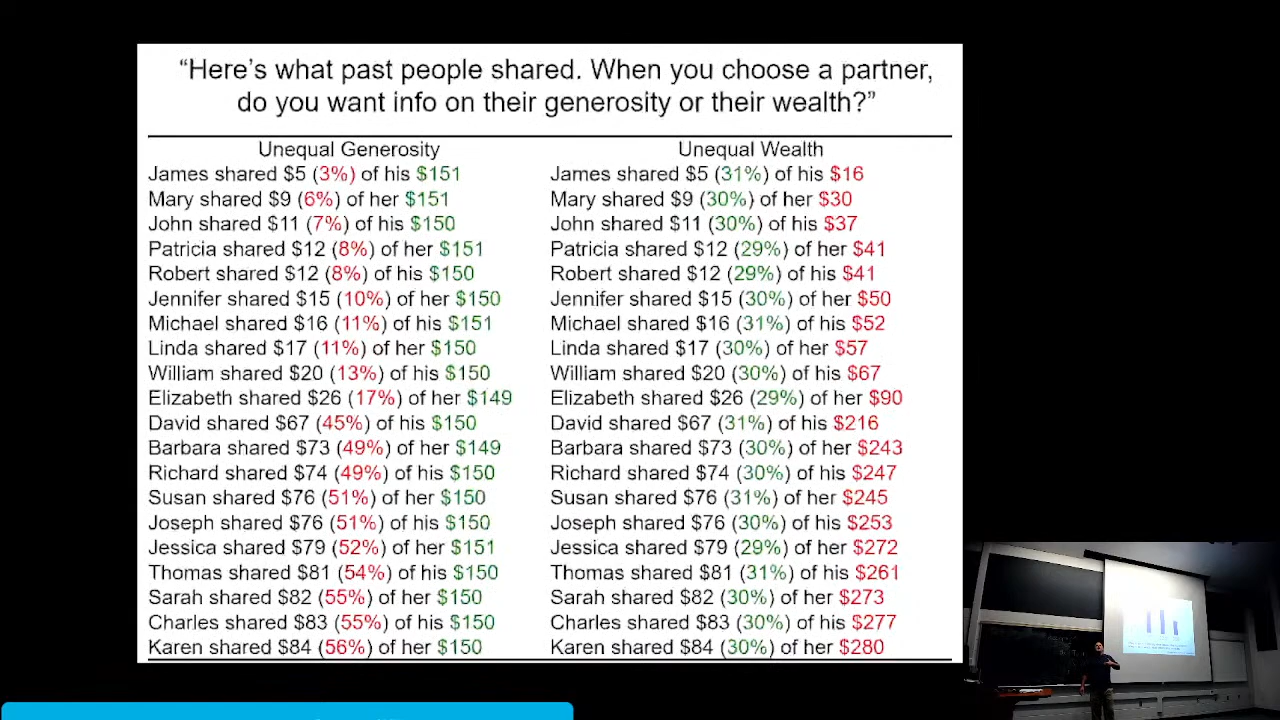 “Here’s what past people shared. When you choose a partner,
do you want info on their generosity or their wealth?”
Unequal Generosity
James shared $5 (3%) of his $151
Mary shared $9 (6%) of her $151
John shared $11 (7%) of his $150
Patricia shared $12 (8%) of her $151
Robert shared $12 (8%) of his $150
Jennifer shared $15 (10%) of her $150
Michael shared $16 (11%) of his $151
Linda shared $17 (11%) of her $150
William shared $20 (13%) of his $150
Elizabeth shared $26 (17%) of her $149
David shared $67 (45%) of his $150
Barbara shared $73 (49%) of her $149
Richard shared $74 (49%) of his $150
Susan shared $76 (51%) of her $150
Joseph shared $76 (51%) of his $150
Jessica shared $79 (52%) of her $151
Thomas shared $81 (54%) of his $150
Sarah shared $82 (55%) of her $150
Charles shared $83 (55%) of his $150
Karen shared $84 (56%) of her $150
Unequal Wealth
James shared $5 (31%) of his $16
Mary shared $9 (30%) of her $30
John shared $11 (30%) of his $37
Patricia shared $12 (29%) of her $41
Robert shared $12 (29%) of his $41
Jennifer shared $15 (30%) of her $50
Michael shared $16 (31%) of his $52
Linda shared $17 (30%) of her $57
William shared $20 (30%) of his $67
Elizabeth shared $26 (29%) of her $90
David shared $67 (31%) of his $216
Barbara shared $73 (30%) of her $243
Richard shared $74 (30%) of his $247
Susan shared $76 (31%) of her $245
Joseph shared $76 (30%) of his $253
Jessica shared $79 (29%) of her $272
Thomas shared $81 (31%) of his $261
Sarah shared $82 (30%) of her $273
Charles shared $83 (30%) of his $277
Karen shared $84 (30%) of her $280